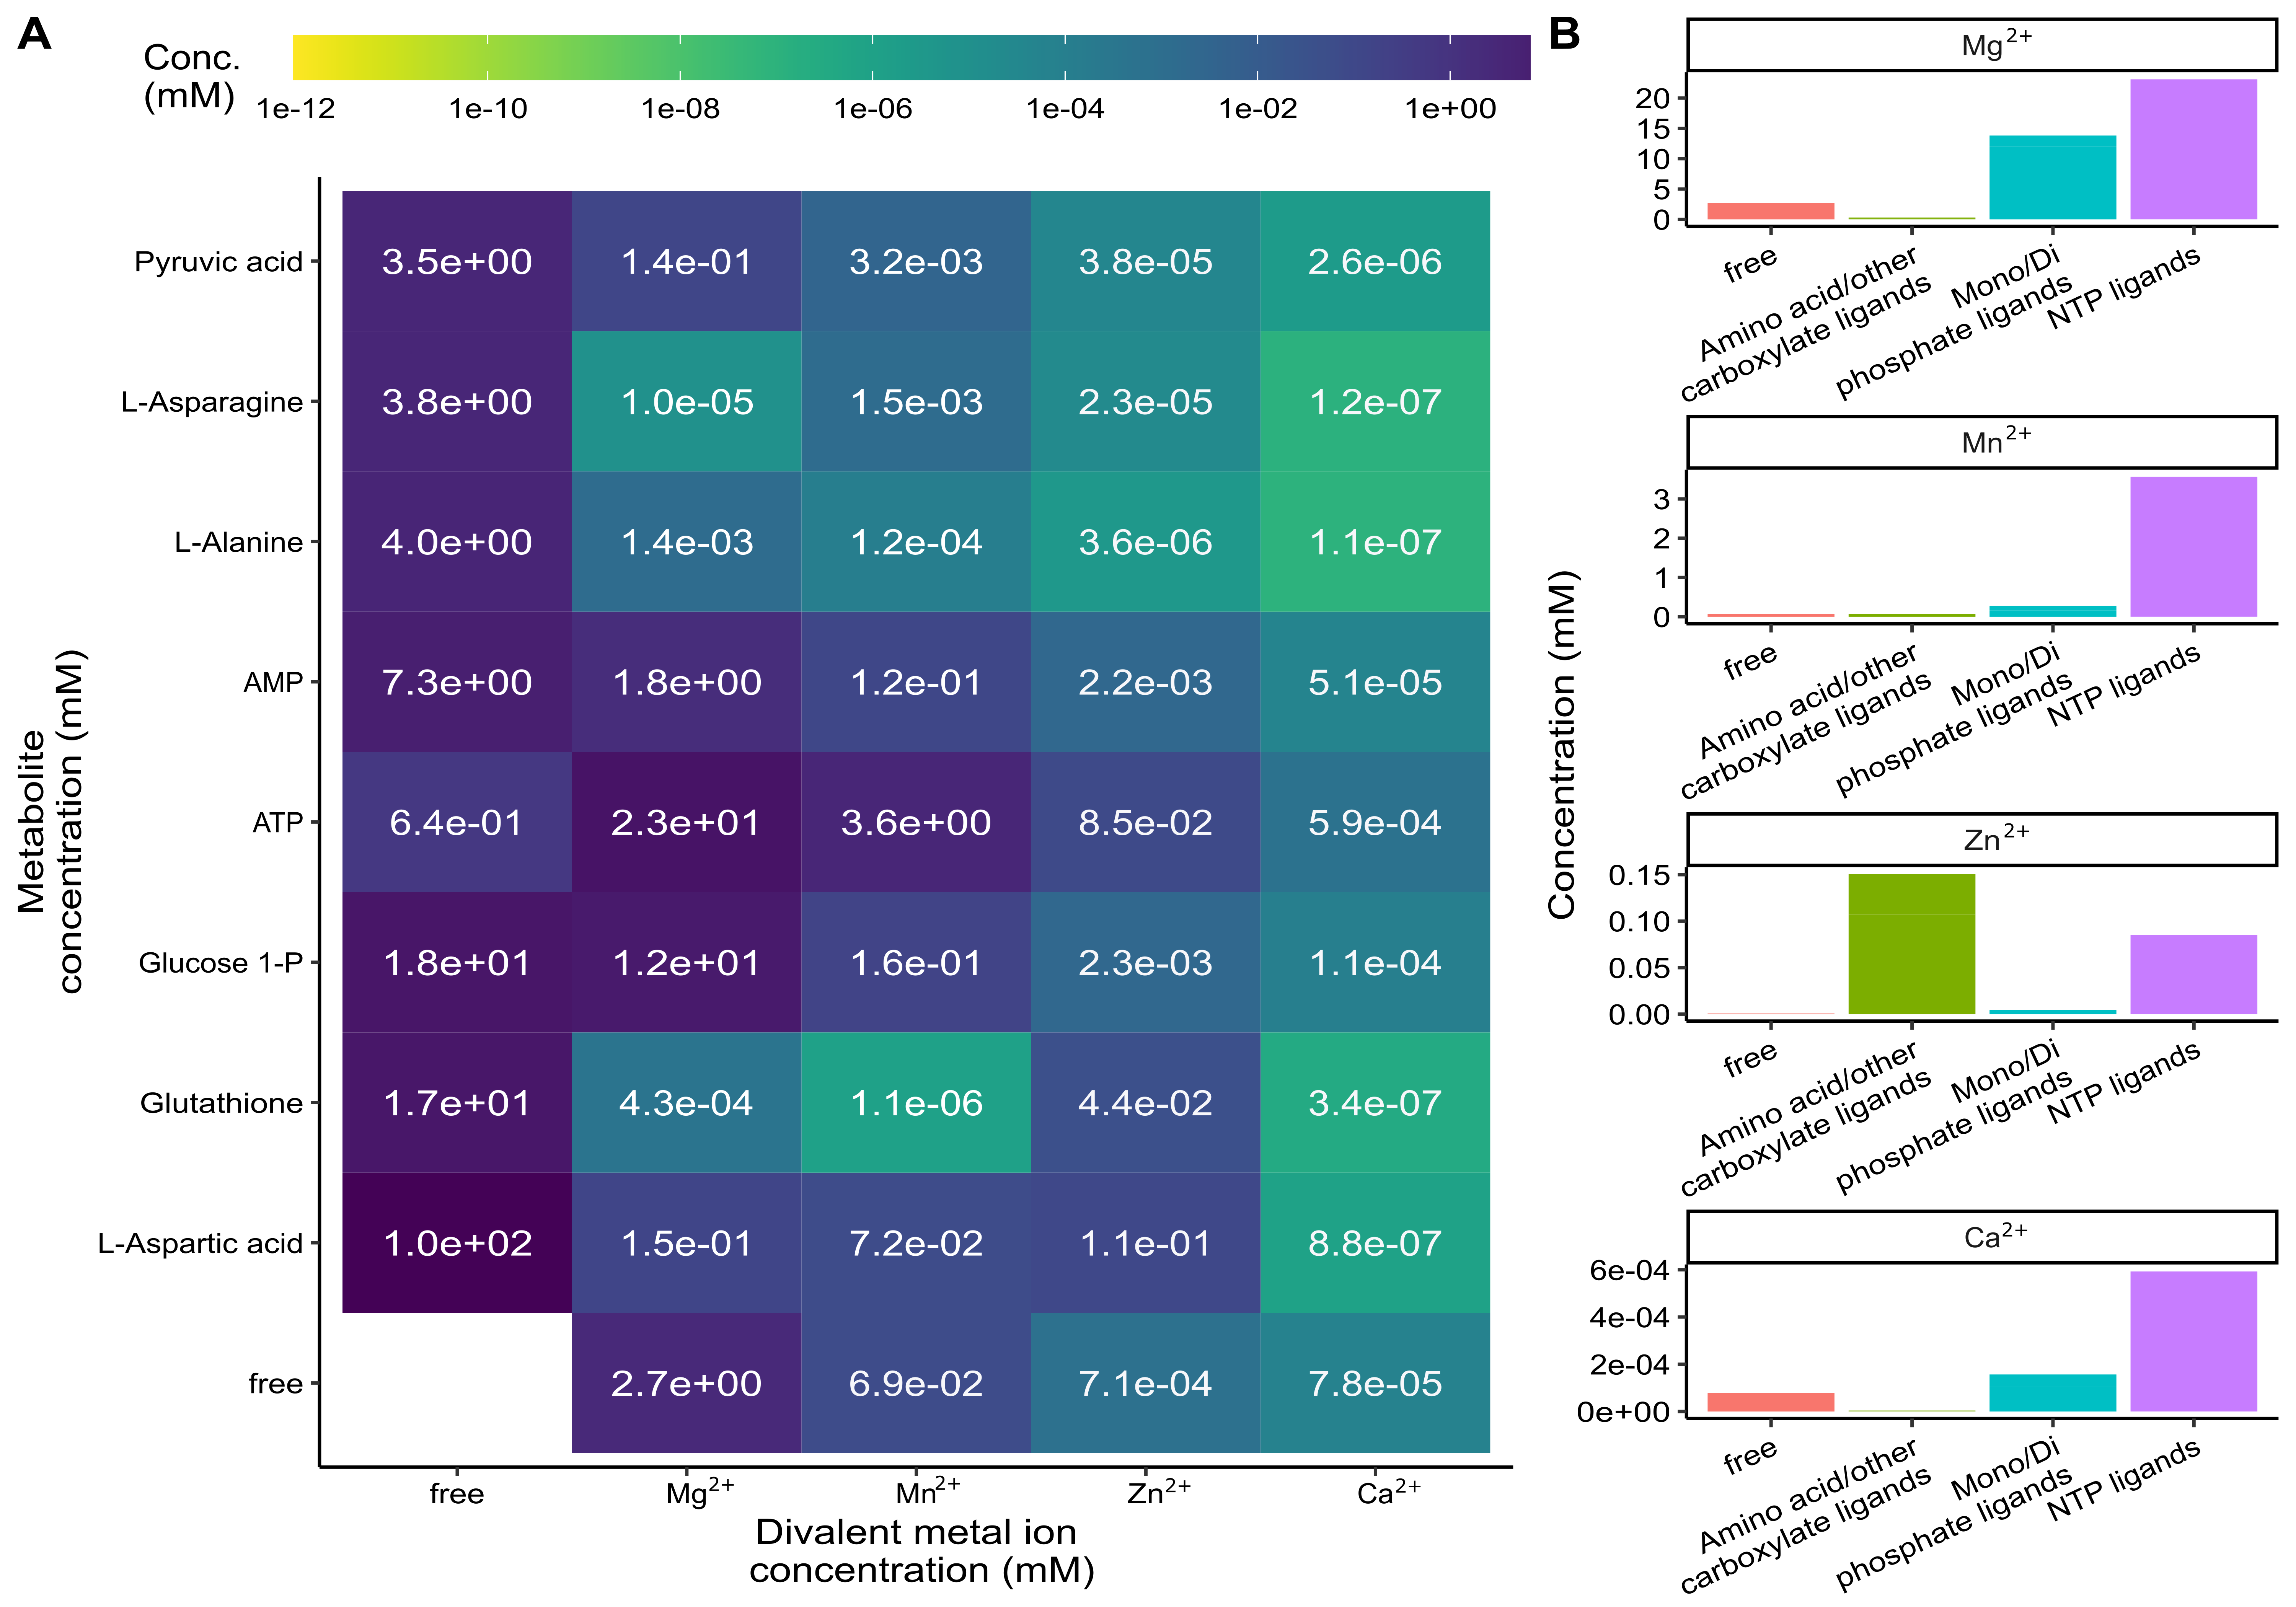 A
Conc.
(mM)
1e-12 1e-10 1e-08 1e-06 1e-04 1e-02 1e+00
Metabolite
concentration (mM)
Pyruvic acid 3.5e+00 1.4e-01 3.2e-03 3.8e-05 2.6e-06
L-Asparagine 3.8e+00 1.0e-05 1.5e-03 2.3e-05 1.2e-07
L-Alanine 4.0e+00 1.4e-03 1.2e-04 3.6e-06 1.1e-07
AMP 7.3e+00 1.8e+00 1.2e-01 2.2e-03 5.1e-05
ATP 6.4e-01 2.3e+01 3.6e+00 8.5e-02 5.9e-04
Glucose 1-P 1.8e+01 1.2e+01 1.6e-01 2.3e-03 1.1e-04
Glutathione 1.7e+01 4.3e-04 1.1e-06 4.4e-02 3.4e-07
L-Aspartic acid 1.0e+02 1.5e-01 7.2e-02 1.1e-01 8.8e-07
free 2.7e+00 6.9e-02 7.1e-04 7.8e-05
free Mg²⁺ Mn²⁺ Zn²⁺ Ca²⁺
Divalent metal ion
concentration (mM)
B
Concentration (mM)
Mg²⁺
20
15
10
5
0
free
Amino acid/other
carboxylate ligands
Mono/Di
phosphate ligands
NTP ligands
Mn²⁺
3
2
1
0
free
Amino acid/other
carboxylate ligands
Mono/Di
phosphate ligands
NTP ligands
Zn²⁺
0.15
0.10
0.05
0.00
free
Amino acid/other
carboxylate ligands
Mono/Di
phosphate ligands
NTP ligands
Ca²⁺
6e-04
4e-04
2e-04
0e+00
free
Amino acid/other
carboxylate ligands
Mono/Di
phosphate ligands
NTP ligands